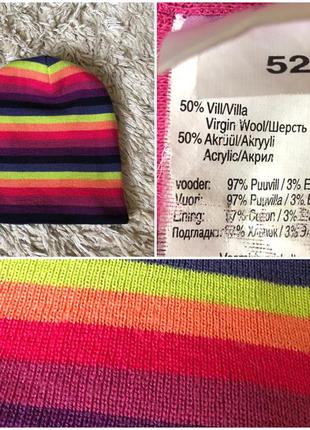 52
50% Vill/Villa
Virgin Wool/Шерсть
50% Akrüül/Akryyli
Acrylic/Акрил
vooder: 97% Puuvill / 3% E
Vuori: 97% Puuvilla / 3% E
Lining: 97% Cotton / 3% E
Подгладка: 97% Хлопок / 3% Э